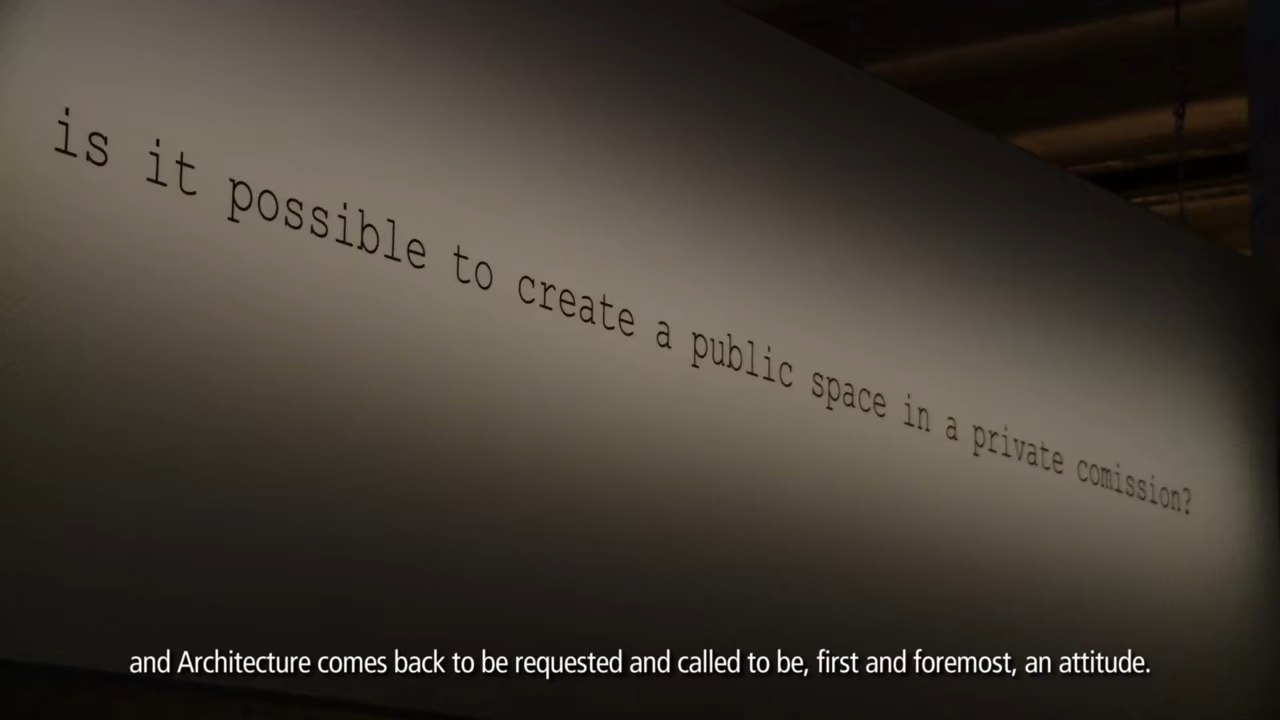 is it possible to create a public space in a private comission?
and Architecture comes back to be requested and called to be, first and foremost, an attitude.